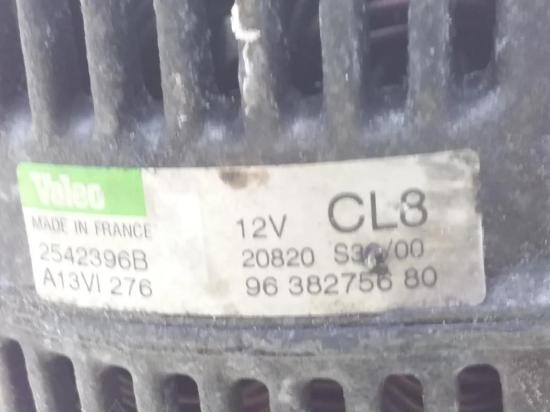 Valeo
MADE IN FRANCE 12V CL8
2542396B 20820
A13VI 276 96 382756 80